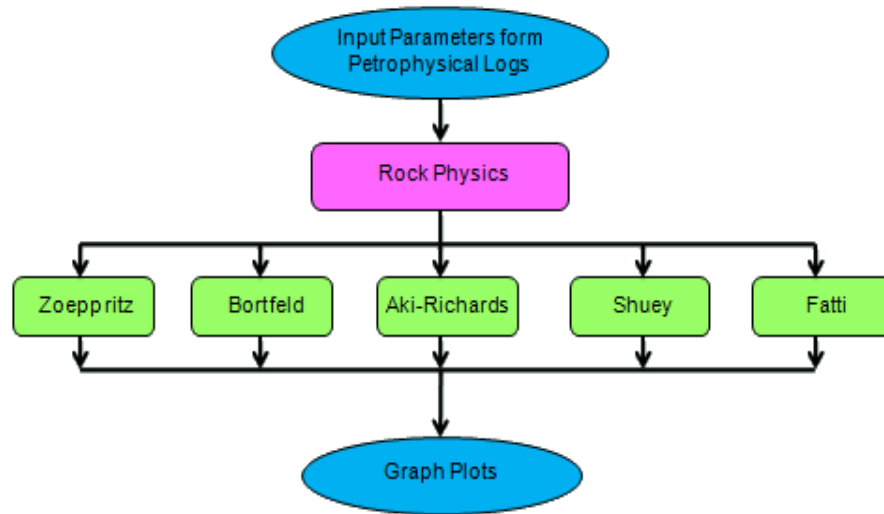 Input Parameters form
Petrophysical Logs
Rock Physics
Zoeppritz
Bortfeld
Aki-Richards
Shuey
Fatti
Graph Plots